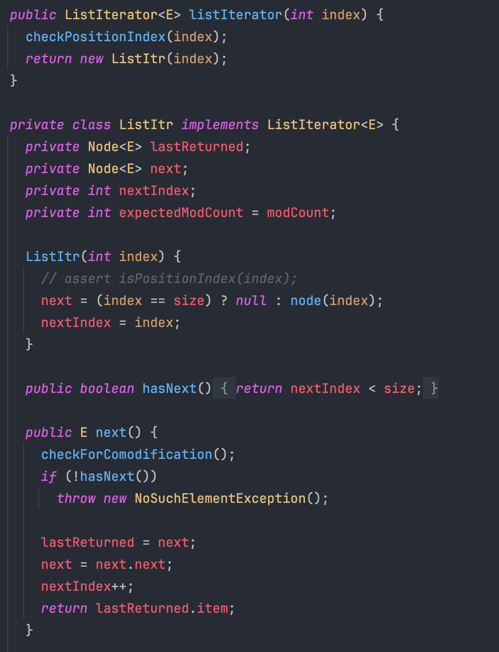 public ListIterator<E> listIterator(int index) {
  checkPositionIndex(index);
  return new ListItr(index);
}

private class ListItr implements ListIterator<E> {
  private Node<E> lastReturned;
  private Node<E> next;
  private int nextIndex;
  private int expectedModCount = modCount;

  ListItr(int index) {
    // assert isPositionIndex(index);
    next = (index == size) ? null : node(index);
    nextIndex = index;
  }

  public boolean hasNext() { return nextIndex < size; }

  public E next() {
    checkForComodification();
    if (!hasNext())
      throw new NoSuchElementException();

    lastReturned = next;
    next = next.next;
    nextIndex++;
    return lastReturned.item;
  }